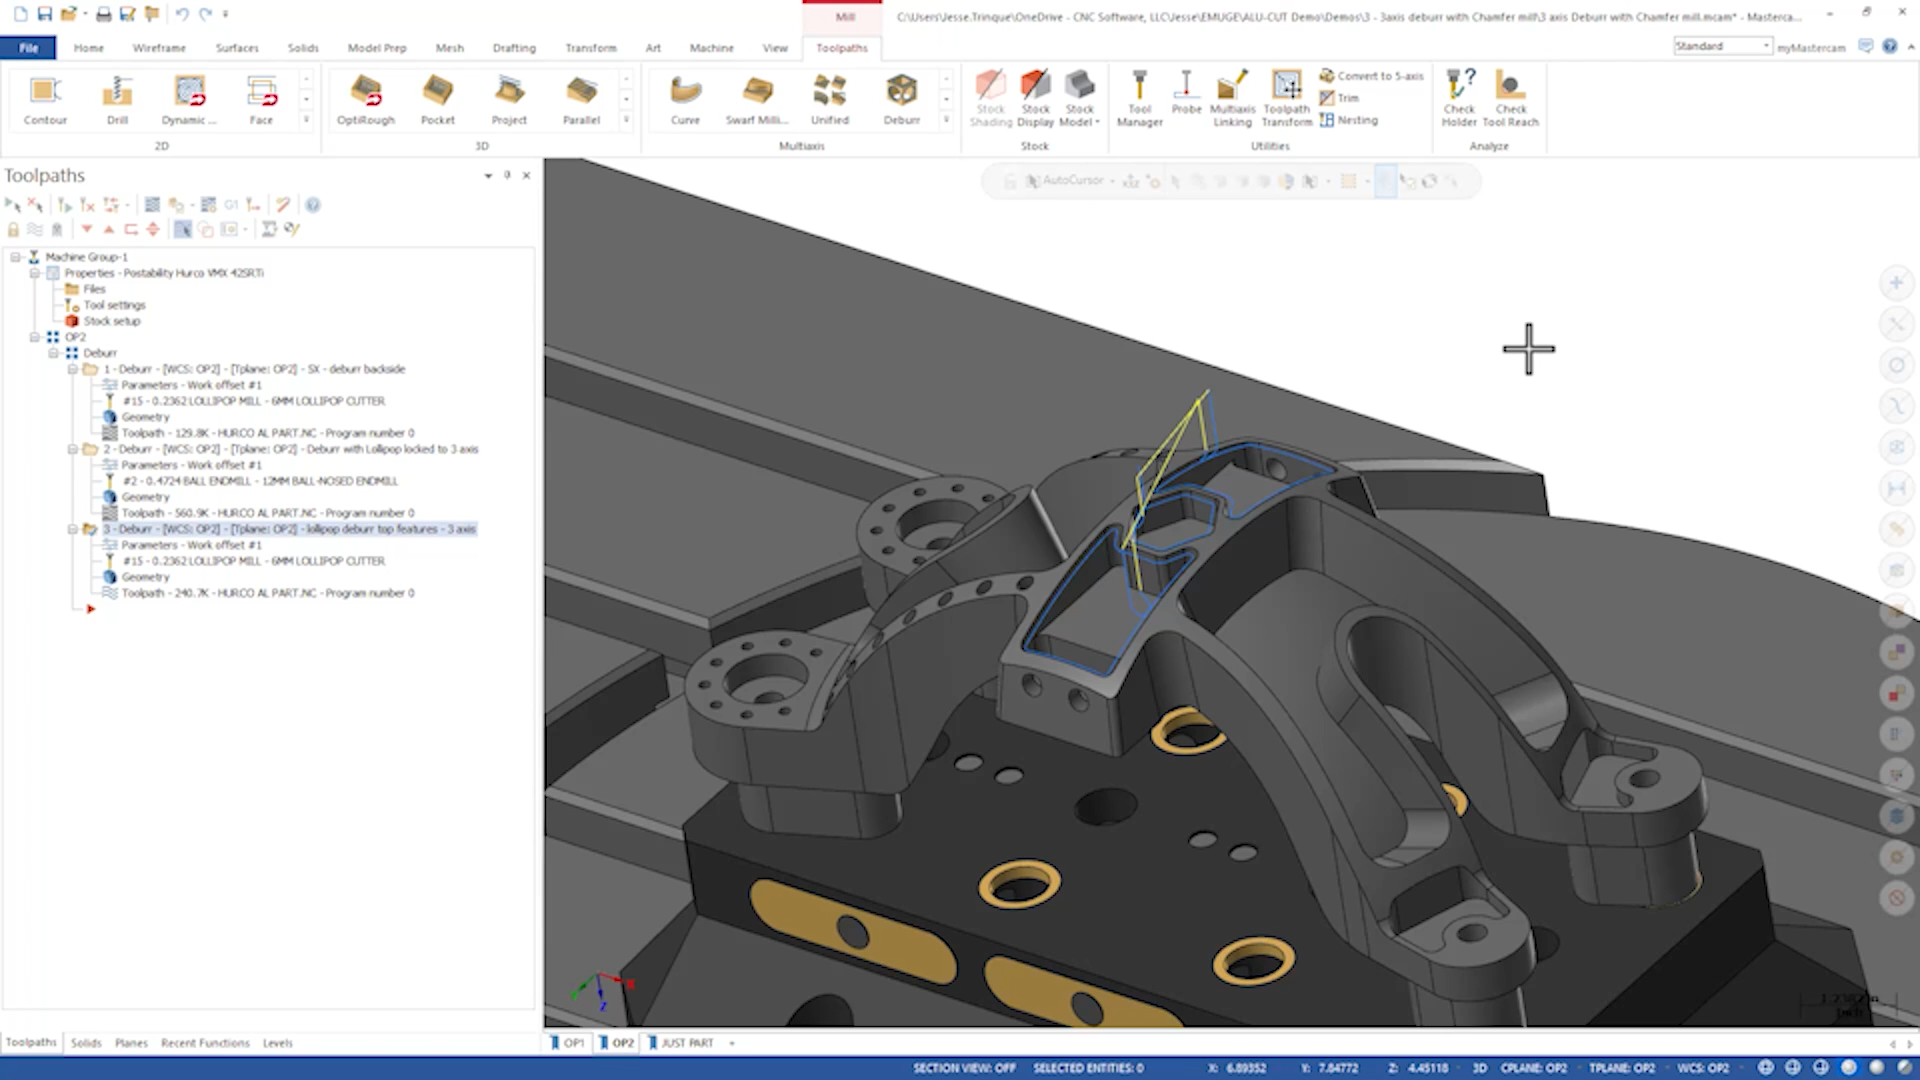 Mill
C:\Users\Jesse.Trinque\OneDrive - CNC Software, LLC\Jesse\EMUGE\ALU-CUT Demo\Demos\3 - 3axis deburr with Chamfer mill\3 axis Deburr with Chamfer mill.mcam* - Masterca...
File
Home
Wireframe
Surfaces
Solids
Model Prep
Mesh
Drafting
Transform
Art
Machine
View
Toolpaths
Standard
myMastercam
Contour
Drill
Dynamic ...
Face
OptiRough
Pocket
Project
Parallel
Curve
Swarf Milli...
Unified
Deburr
Stock Shading
Stock Display
Stock Model
Tool Manager
Probe
Multiaxis Linking
Toolpath Transform
Convert to 5-axis
Trim
Nesting
Check Holder
Check Tool Reach
2D
3D
Multiaxis
Stock
Utilities
Analyze
Toolpaths
AutoCursor
G1
Machine Group-1
Properties - Postability Hurco VMX 42SRTi
Files
Tool settings
Stock setup
OP2
Deburr
1 - Deburr - [WCS: OP2] - [Tplane: OP2] - 5X - deburr backside
Parameters - Work offset #1
#15 - 0.2362 LOLLIPOP MILL - 6MM LOLLIPOP CUTTER
Geometry
Toolpath - 129.8K - HURCO AL PART.NC - Program number 0
2 - Deburr - [WCS: OP2] - [Tplane: OP2] - Deburr with Lollipop locked to 3 axis
Parameters - Work offset #1
#2 - 0.4724 BALL ENDMILL - 12MM BALL-NOSED ENDMILL
Geometry
Toolpath - 560.9K - HURCO AL PART.NC - Program number 0
3 - Deburr - [WCS: OP2] - [Tplane: OP2] - lollipop deburr top features - 3 axis
Parameters - Work offset #1
#15 - 0.2362 LOLLIPOP MILL - 6MM LOLLIPOP CUTTER
Geometry
Toolpath - 240.7K - HURCO AL PART.NC - Program number 0
Toolpaths
Solids
Planes
Recent Functions
Levels
OP1
OP2
JUST PART
SECTION VIEW: OFF
SELECTED ENTITIES: 0
X: 6.89352
Y: 7.84772
Z: 4.45118
3D
CPLANE: OP2
TPLANE: OP2
WCS: OP2